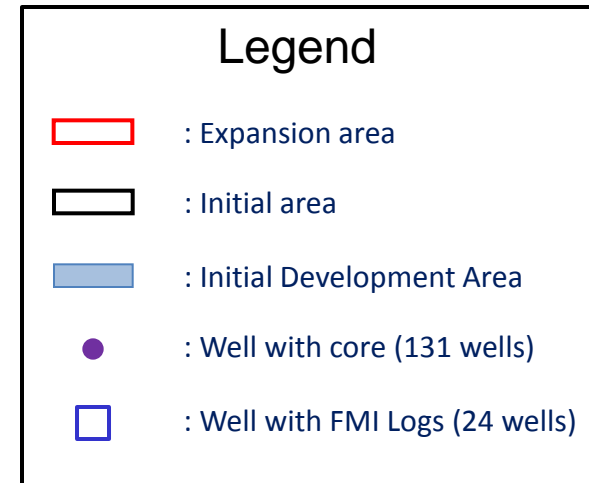 Legend
: Expansion area
: Initial area
: Initial Development Area
: Well with core (131 wells)
: Well with FMI Logs (24 wells)